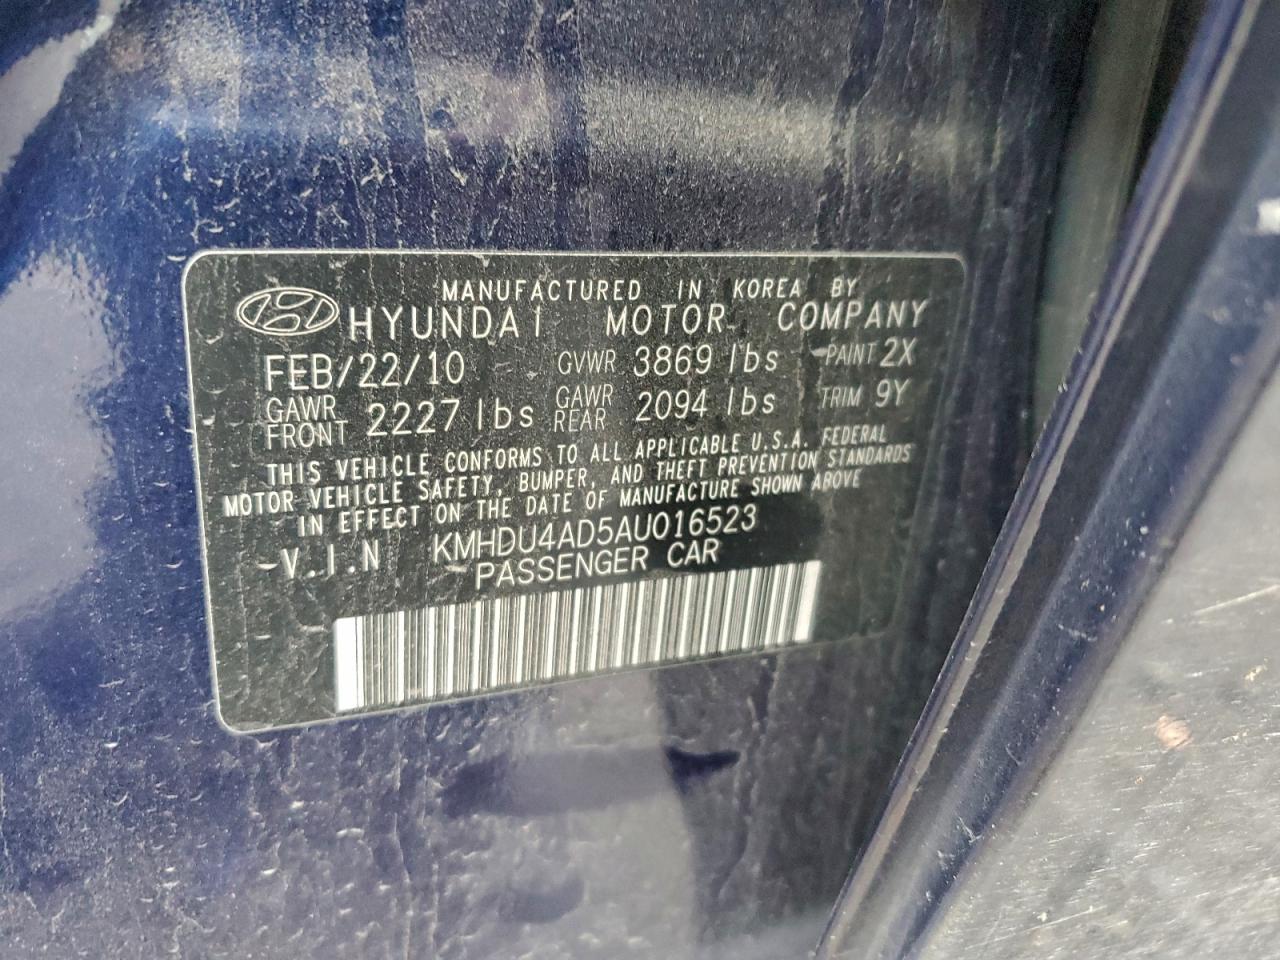 MANUFACTURED IN KOREA BY
HYUNDAI MOTOR COMPANY
FEB/22/10 GVWR 3869 lbs PAINT 2X
GAWR FRONT 2227 lbs GAWR REAR 2094 lbs TRIM 9Y
THIS VEHICLE CONFORMS TO ALL APPLICABLE U.S.A. FEDERAL
MOTOR VEHICLE SAFETY, BUMPER, AND THEFT PREVENTION STANDARDS
IN EFFECT ON THE DATE OF MANUFACTURE SHOWN ABOVE
V.I.N KMHDU4AD5AU016523
PASSENGER CAR